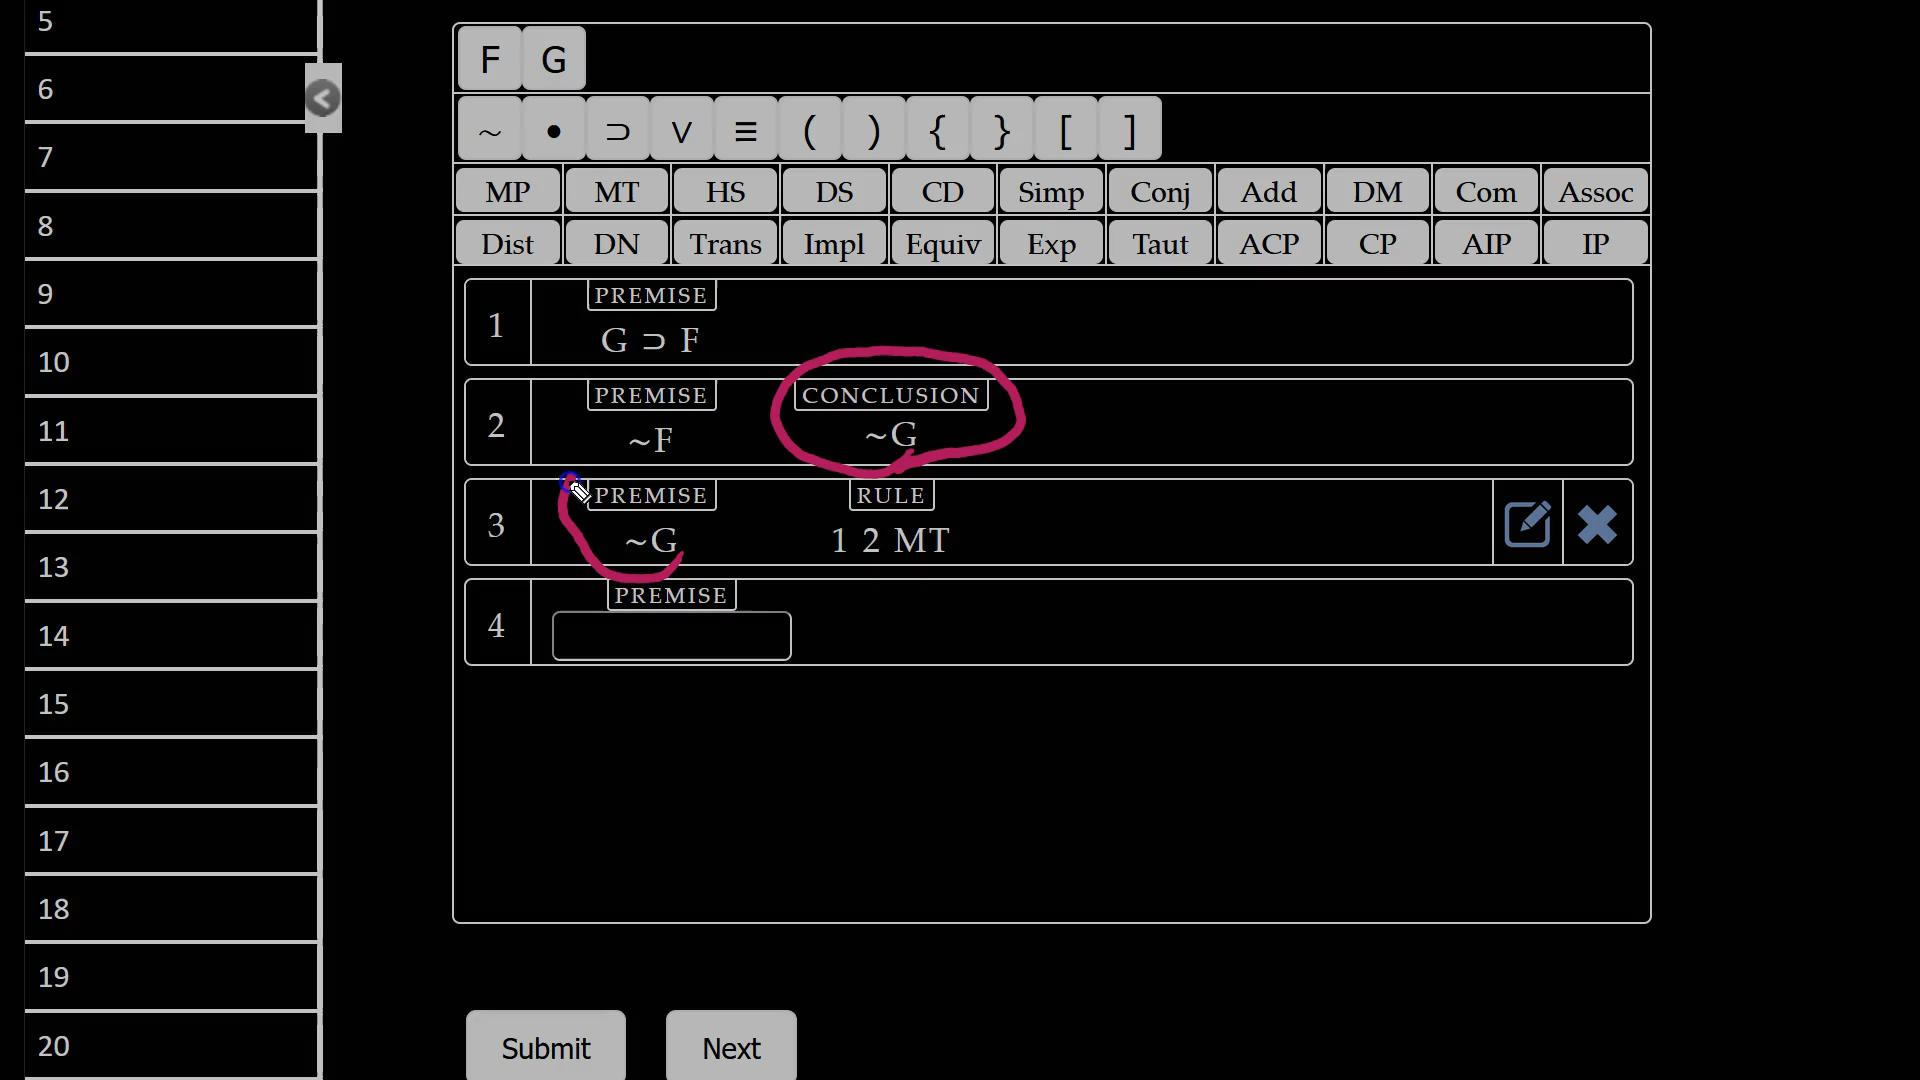 5
6
7
8
9
10
11
12
13
14
15
16
17
18
19
20
F G
~ • ⊃ ∨ ≡ ( ) { } [ ]
MP MT HS DS CD Simp Conj Add DM Com Assoc
Dist DN Trans Impl Equiv Exp Taut ACP CP AIP IP
PREMISE
1 G ⊃ F
PREMISE CONCLUSION
2 ~F ~G
PREMISE RULE
3 ~G 1 2 MT
PREMISE
4
Submit Next